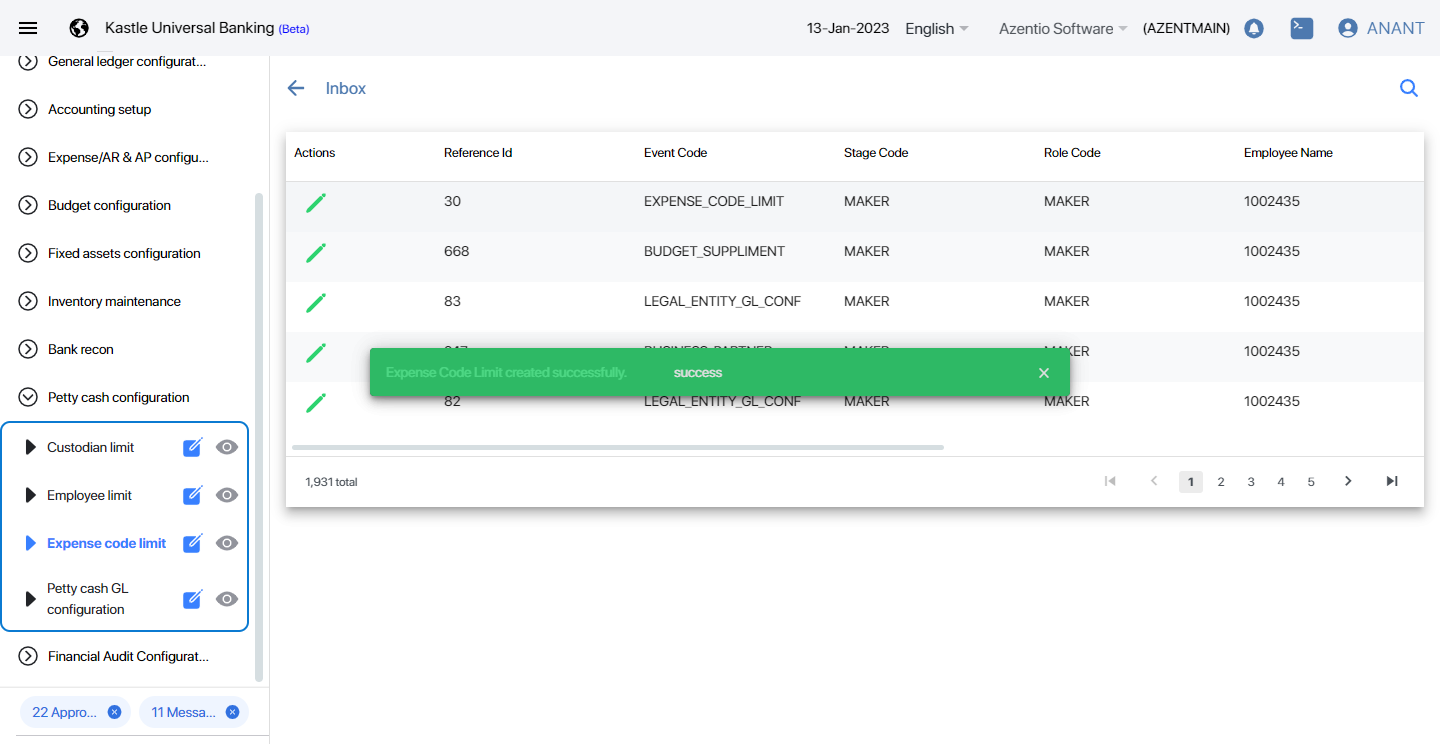 Kastle Universal Banking (Beta)
13-Jan-2023
English
Azentio Software
(AZENTMAIN)
ANANT
General ledger configurat...
Accounting setup
Expense/AR & AP configu...
Budget configuration
Fixed assets configuration
Inventory maintenance
Bank recon
Petty cash configuration
Custodian limit
Employee limit
Expense code limit
Petty cash GL
configuration
Financial Audit Configurat...
22 Appro...
11 Messa...
Inbox
Actions Reference Id Event Code Stage Code Role Code Employee Name
30 EXPENSE_CODE_LIMIT MAKER MAKER 1002435
668 BUDGET_SUPPLIMENT MAKER MAKER 1002435
83 LEGAL_ENTITY_GL_CONF MAKER MAKER 1002435
BUSINESS_PARTNER MAKER MAKER 1002435
Expense Code Limit created successfully. success
82 LEGAL_ENTITY_GL_CONF MAKER MAKER 1002435
1,931 total
1 2 3 4 5